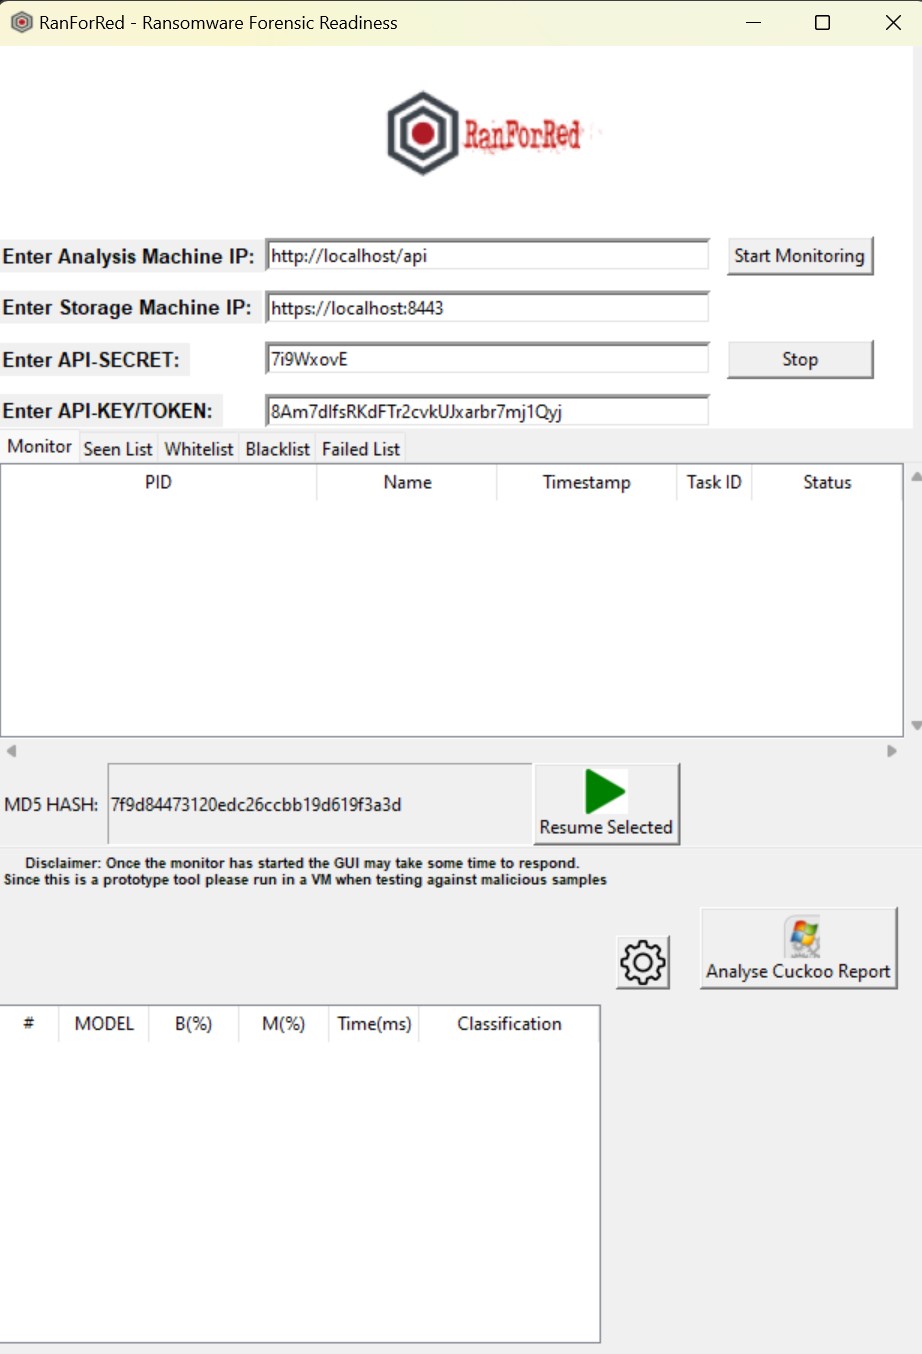 RanForRed - Ransomware Forensic Readiness
RanForRed
Enter Analysis Machine IP: http://localhost/api Start Monitoring
Enter Storage Machine IP: https://localhost:8443
Enter API-SECRET: 7i9WxovE Stop
Enter API-KEY/TOKEN: 8Am7dlfsRKdFTr2cvkUJxarbr7mj1Qyj
Monitor Seen List Whitelist Blacklist Failed List
PID Name Timestamp Task ID Status
MD5 HASH: 7f9d84473120edc26ccbb19d619f3a3d
Resume Selected
Disclaimer: Once the monitor has started the GUI may take some time to respond.
Since this is a prototype tool please run in a VM when testing against malicious samples
Analyse Cuckoo Report
# MODEL B(%) M(%) Time(ms) Classification